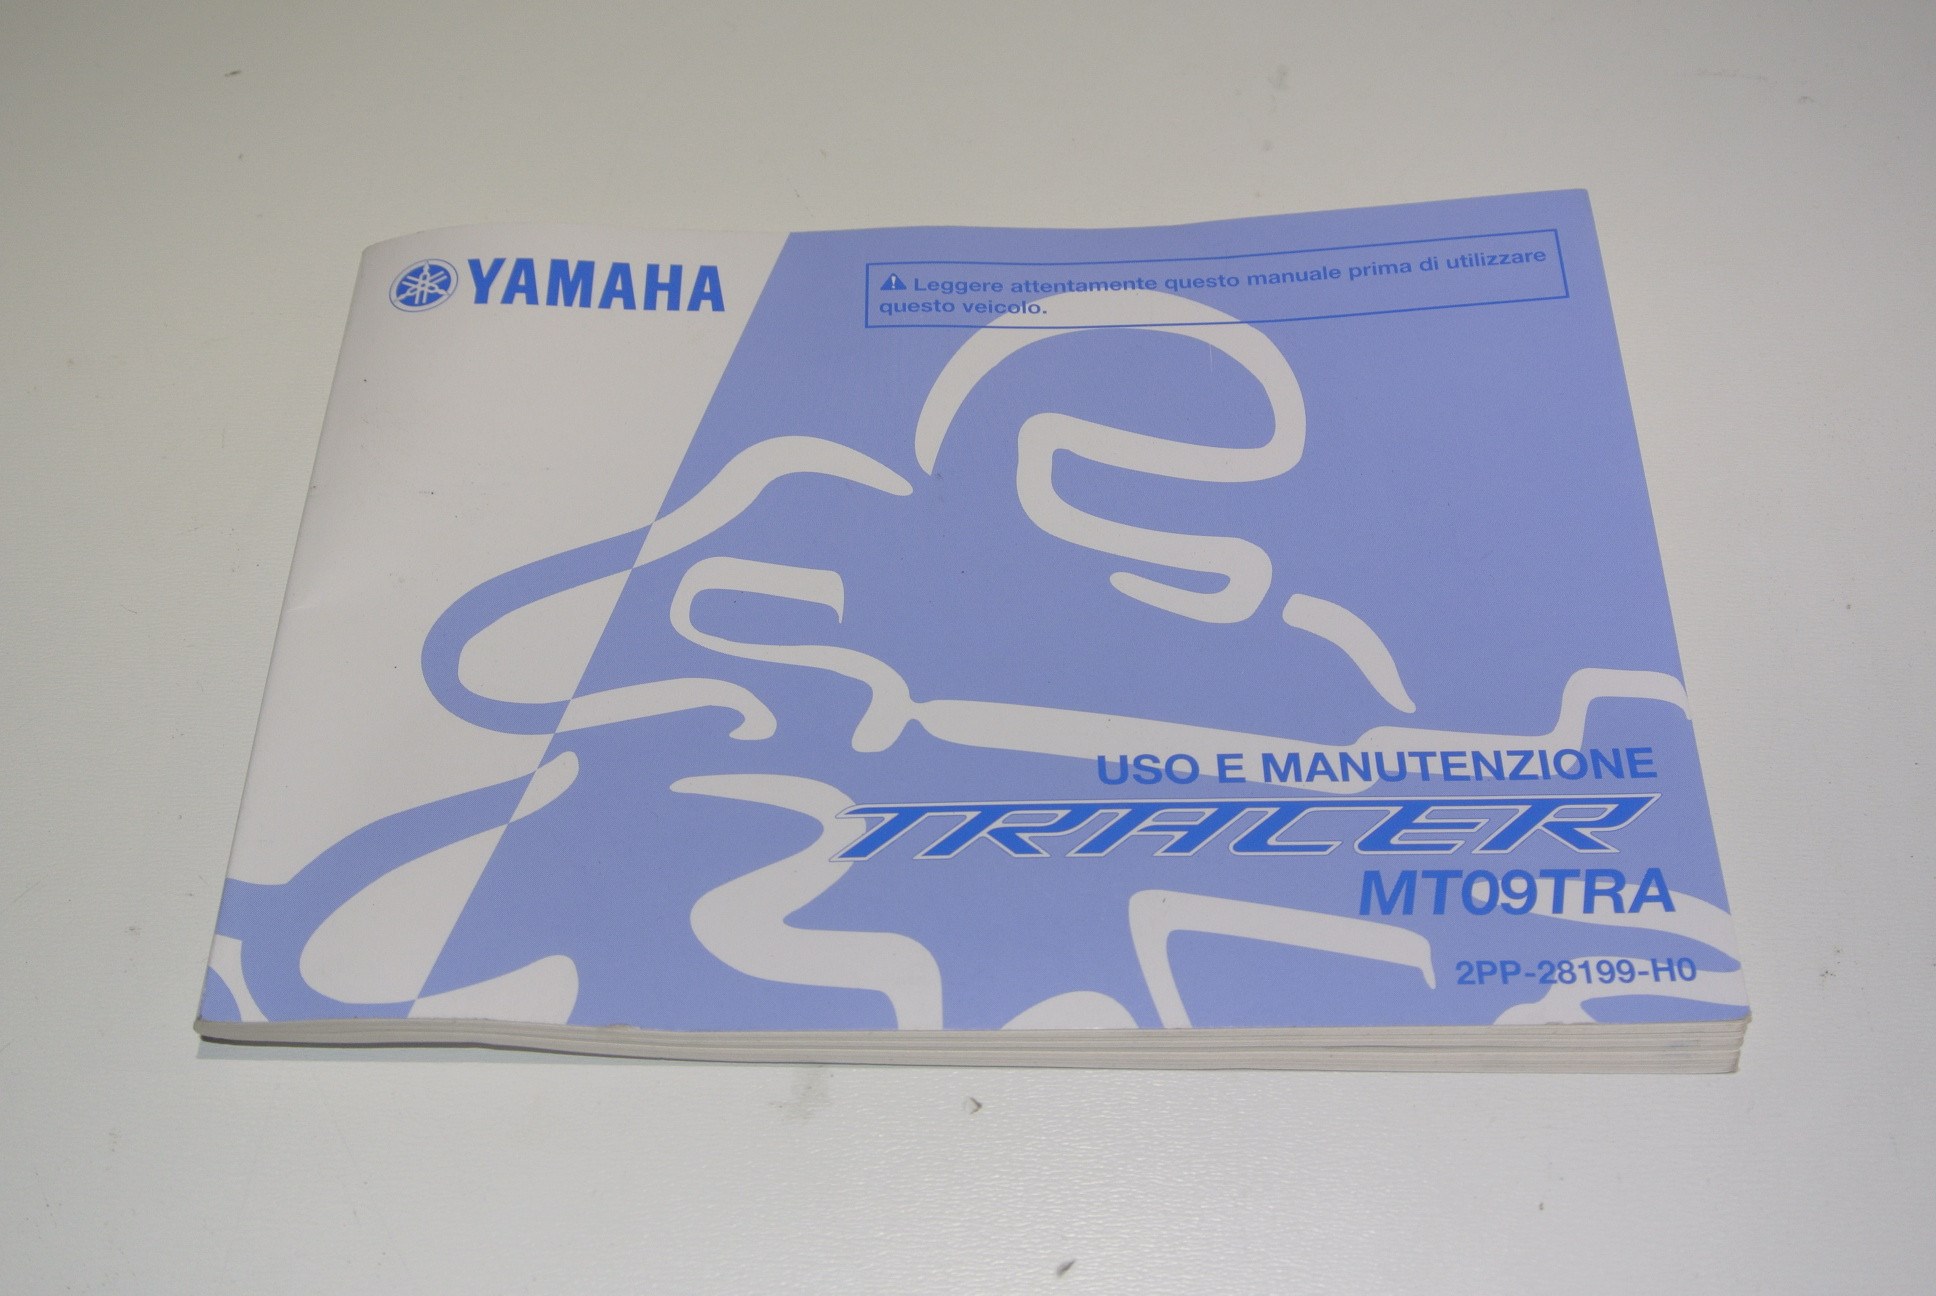 YAMAHA
⚠ Leggere attentamente questo manuale prima di utilizzare
questo veicolo.
USO E MANUTENZIONE
TRACER
MT09TRA
2PP-28199-H0